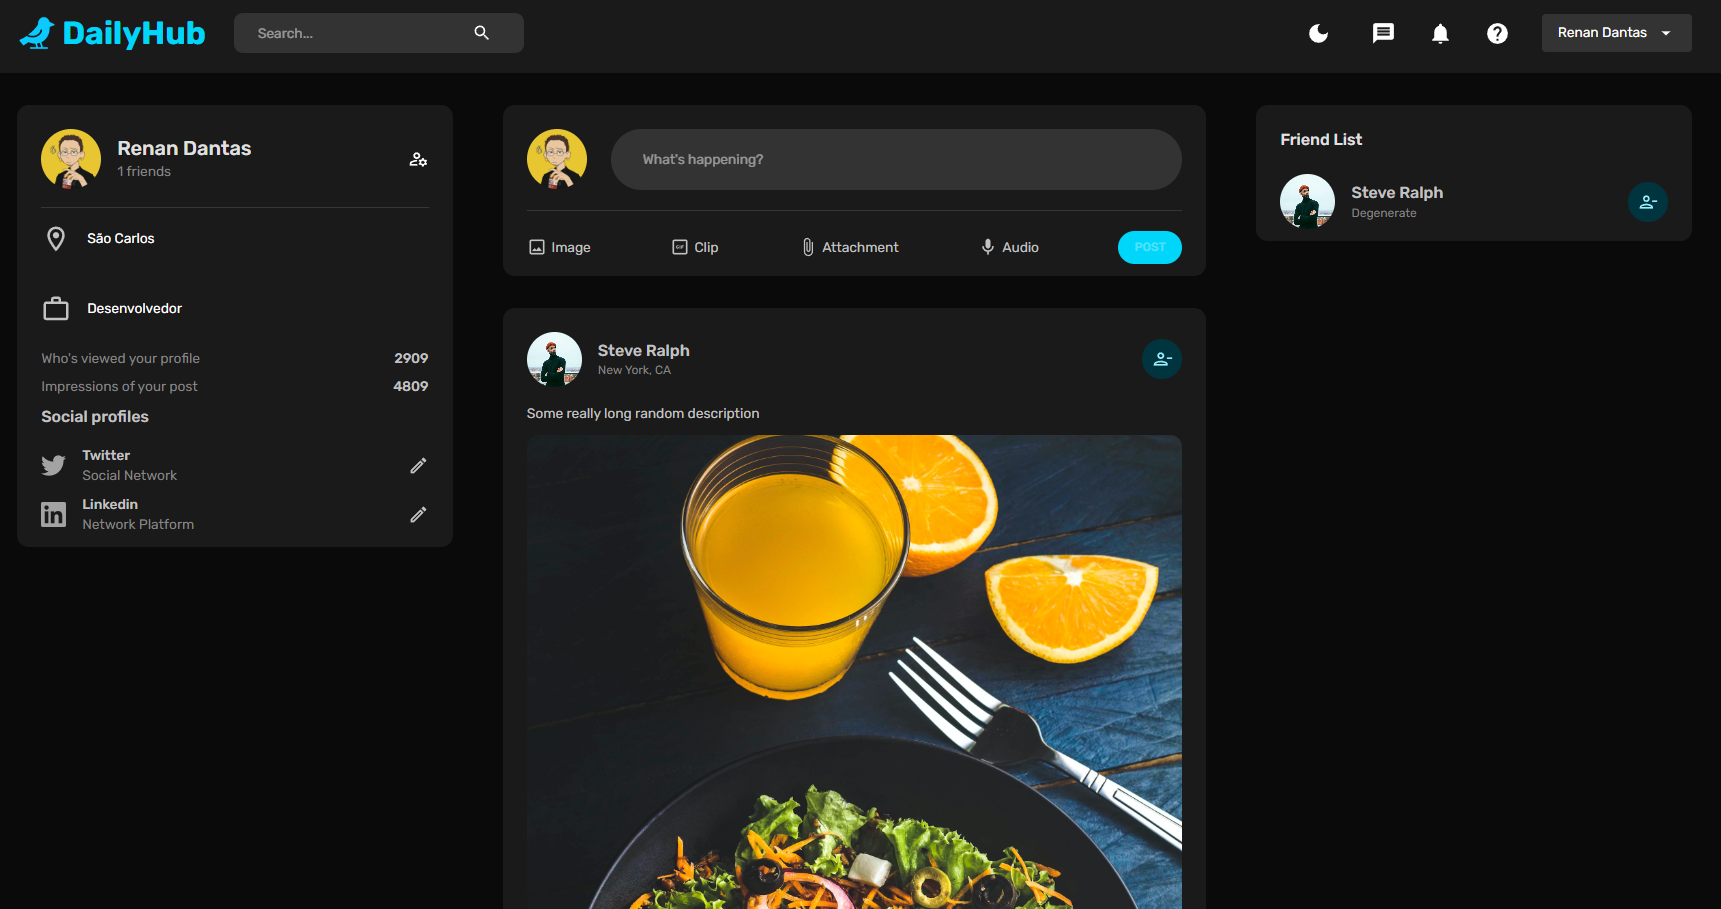 DailyHub
Search...
Renan Dantas
Renan Dantas
1 friends
São Carlos
Desenvolvedor
Who's viewed your profile 2909
Impressions of your post 4809
Social profiles
Twitter
Social Network
Linkedin
Network Platform
What's happening?
Image
GIF Clip
Attachment
Audio
POST
Steve Ralph
New York, CA
Some really long random description
Friend List
Steve Ralph
Degenerate